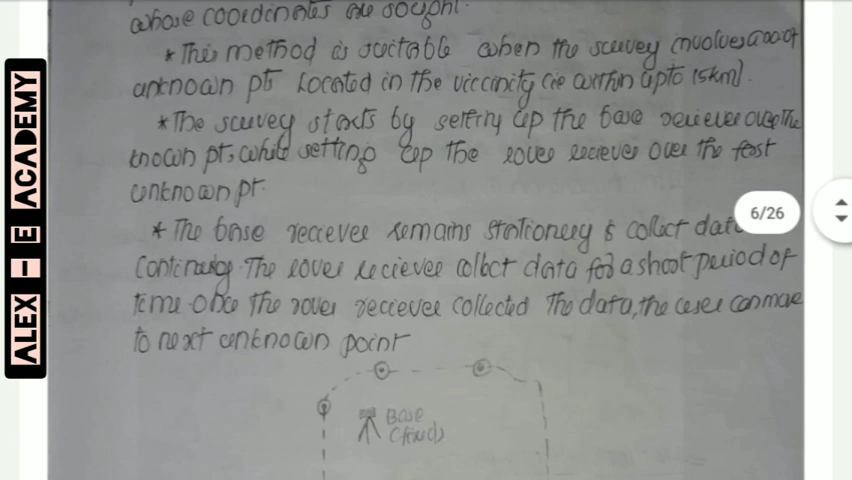 whose coordinates are sought.
* This method is suitable when the survey involves a no of
unknown pts located in the viccinity (ie within upto 15km)
* The survey starts by setting up the base reciever over the
known pt, while setting up the rover reciever over the first
unknown pt.
* The base reciever remains stationery & collect dat
The rover reciever collect data for a short period of
time. once the rover reciever collected the data, the user can move
to next unknown point
Base
6/26
ALEX - E ACADEMY